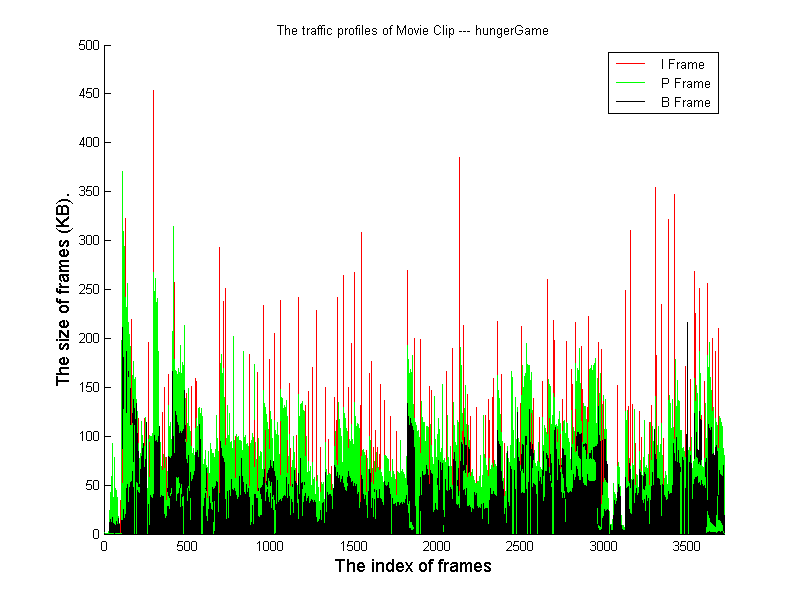 The traffic profiles of Movie Clip --- hungerGame
500
450
400
350
300
250
200
150
100
50
0
The size of frames (KB).
I Frame
P Frame
B Frame
0 500 1000 1500 2000 2500 3000 3500
The index of frames